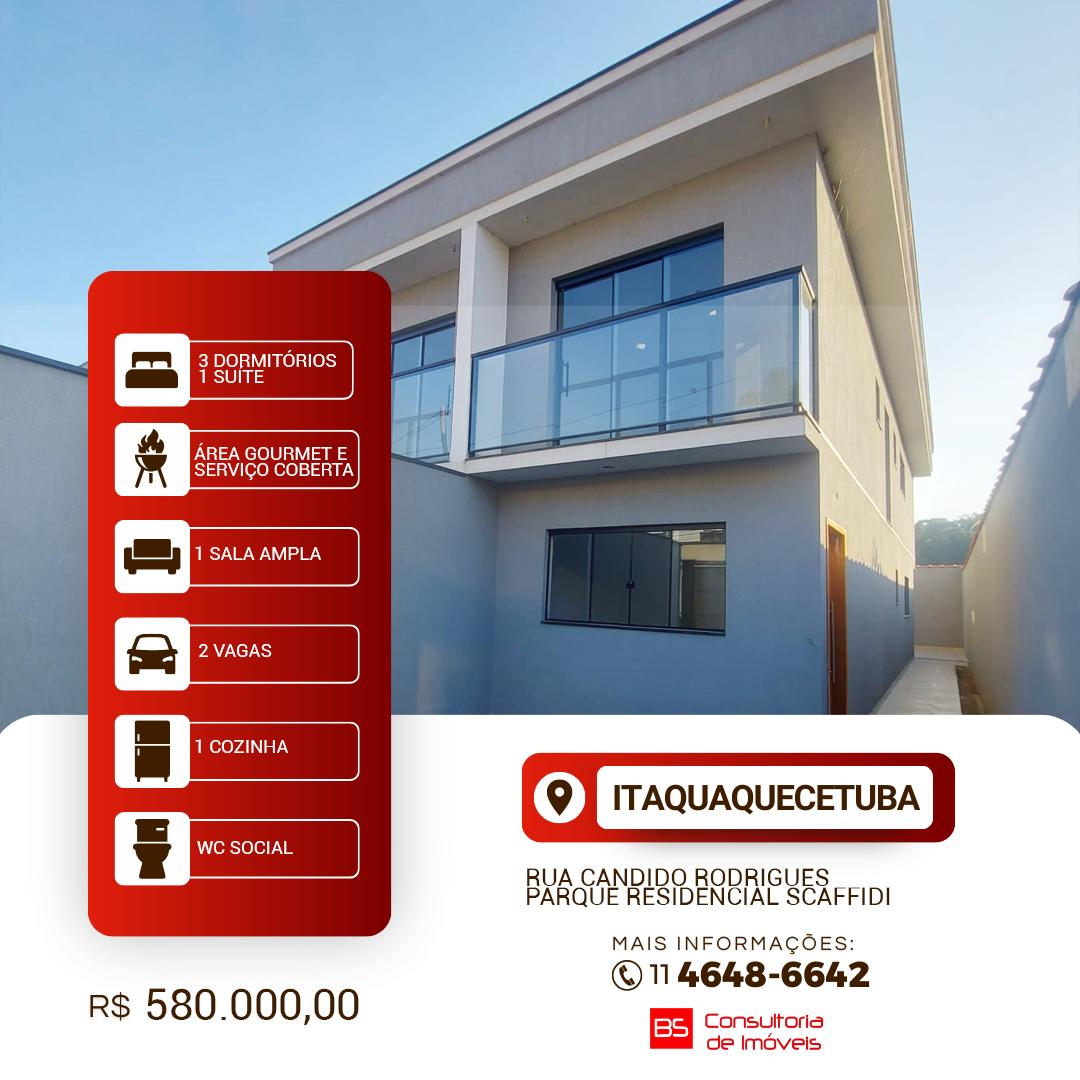 3 DORMITÓRIOS
1 SUÍTE
ÁREA GOURMET E
SERVIÇO COBERTA
1 SALA AMPLA
2 VAGAS
1 COZINHA
WC SOCIAL
R$ 580.000,00
ITAQUAQUECETUBA
RUA CANDIDO RODRIGUES
PARQUE RESIDENCIAL SCAFFIDI
MAIS INFORMAÇÕES:
11 4648-6642
BS Consultoria
de Imóveis